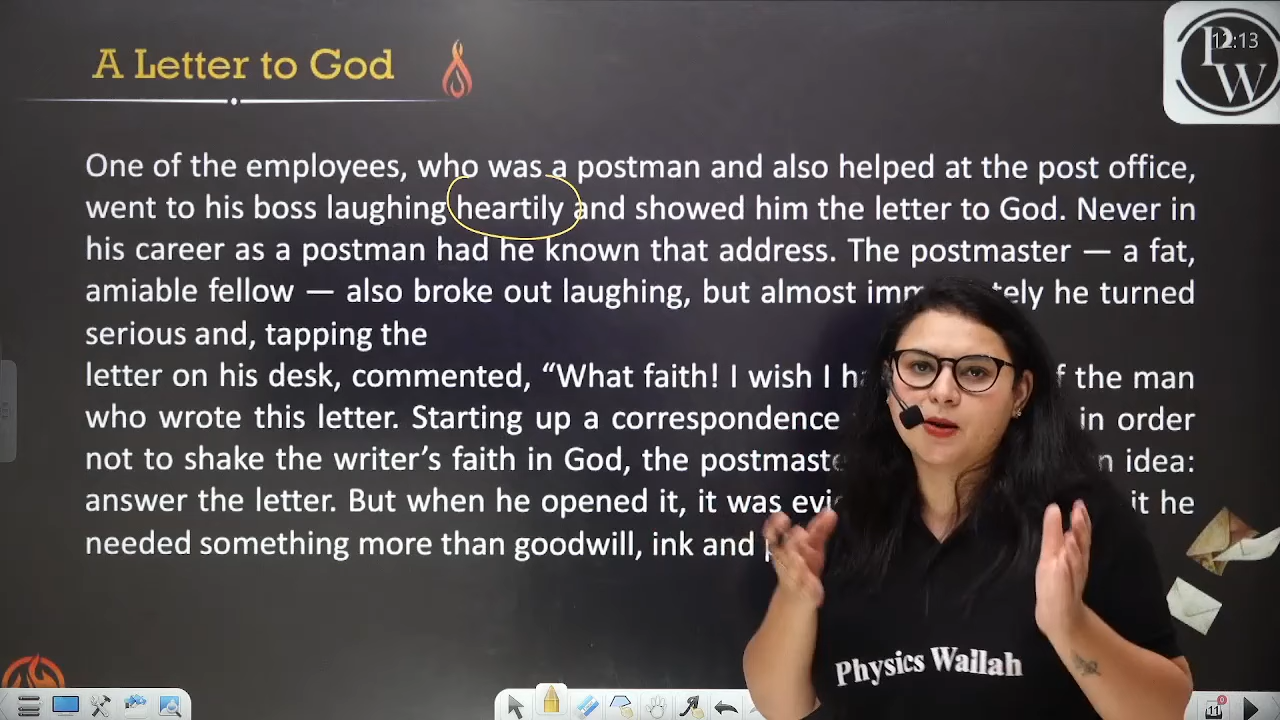 A Letter to God
12:13
PW
One of the employees, who was a postman and also helped at the post office,
went to his boss laughing heartily and showed him the letter to God. Never in
his career as a postman had he known that address. The postmaster — a fat,
amiable fellow — also broke out laughing, but almost he turned
serious and, tapping the
letter on his desk, commented, “What faith! I wish I the man
who wrote this letter. Starting up a correspondence in order
not to shake the writer’s faith in God, the idea:
answer the letter. But when he opened it, it was it he
needed something more than goodwill, ink and
Physics Wallah
11